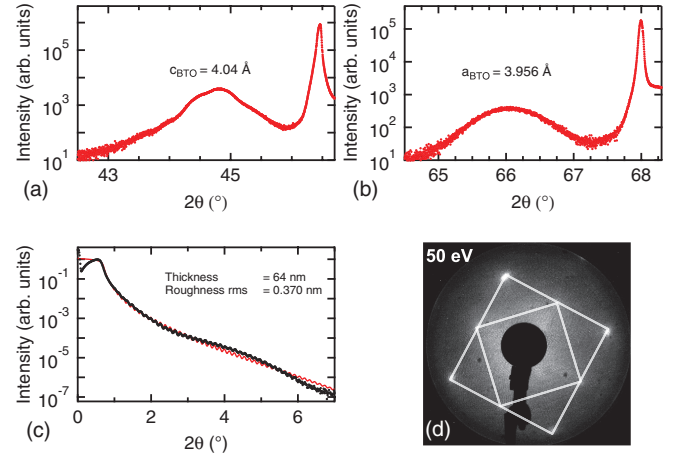 Intensity (arb. units)
10^5
10^3
10^1
c_BTO = 4.04 Å
43
45
2θ (°)
(a)
Intensity (arb. units)
10^5
10^4
10^3
10^2
10^1
a_BTO = 3.956 Å
65
66
67
68
2θ (°)
(b)
Intensity (arb. units)
10^-1
10^-3
10^-5
10^-7
Thickness = 64 nm
Roughness rms = 0.370 nm
0
2
4
6
2θ (°)
(c)
50 eV
(d)